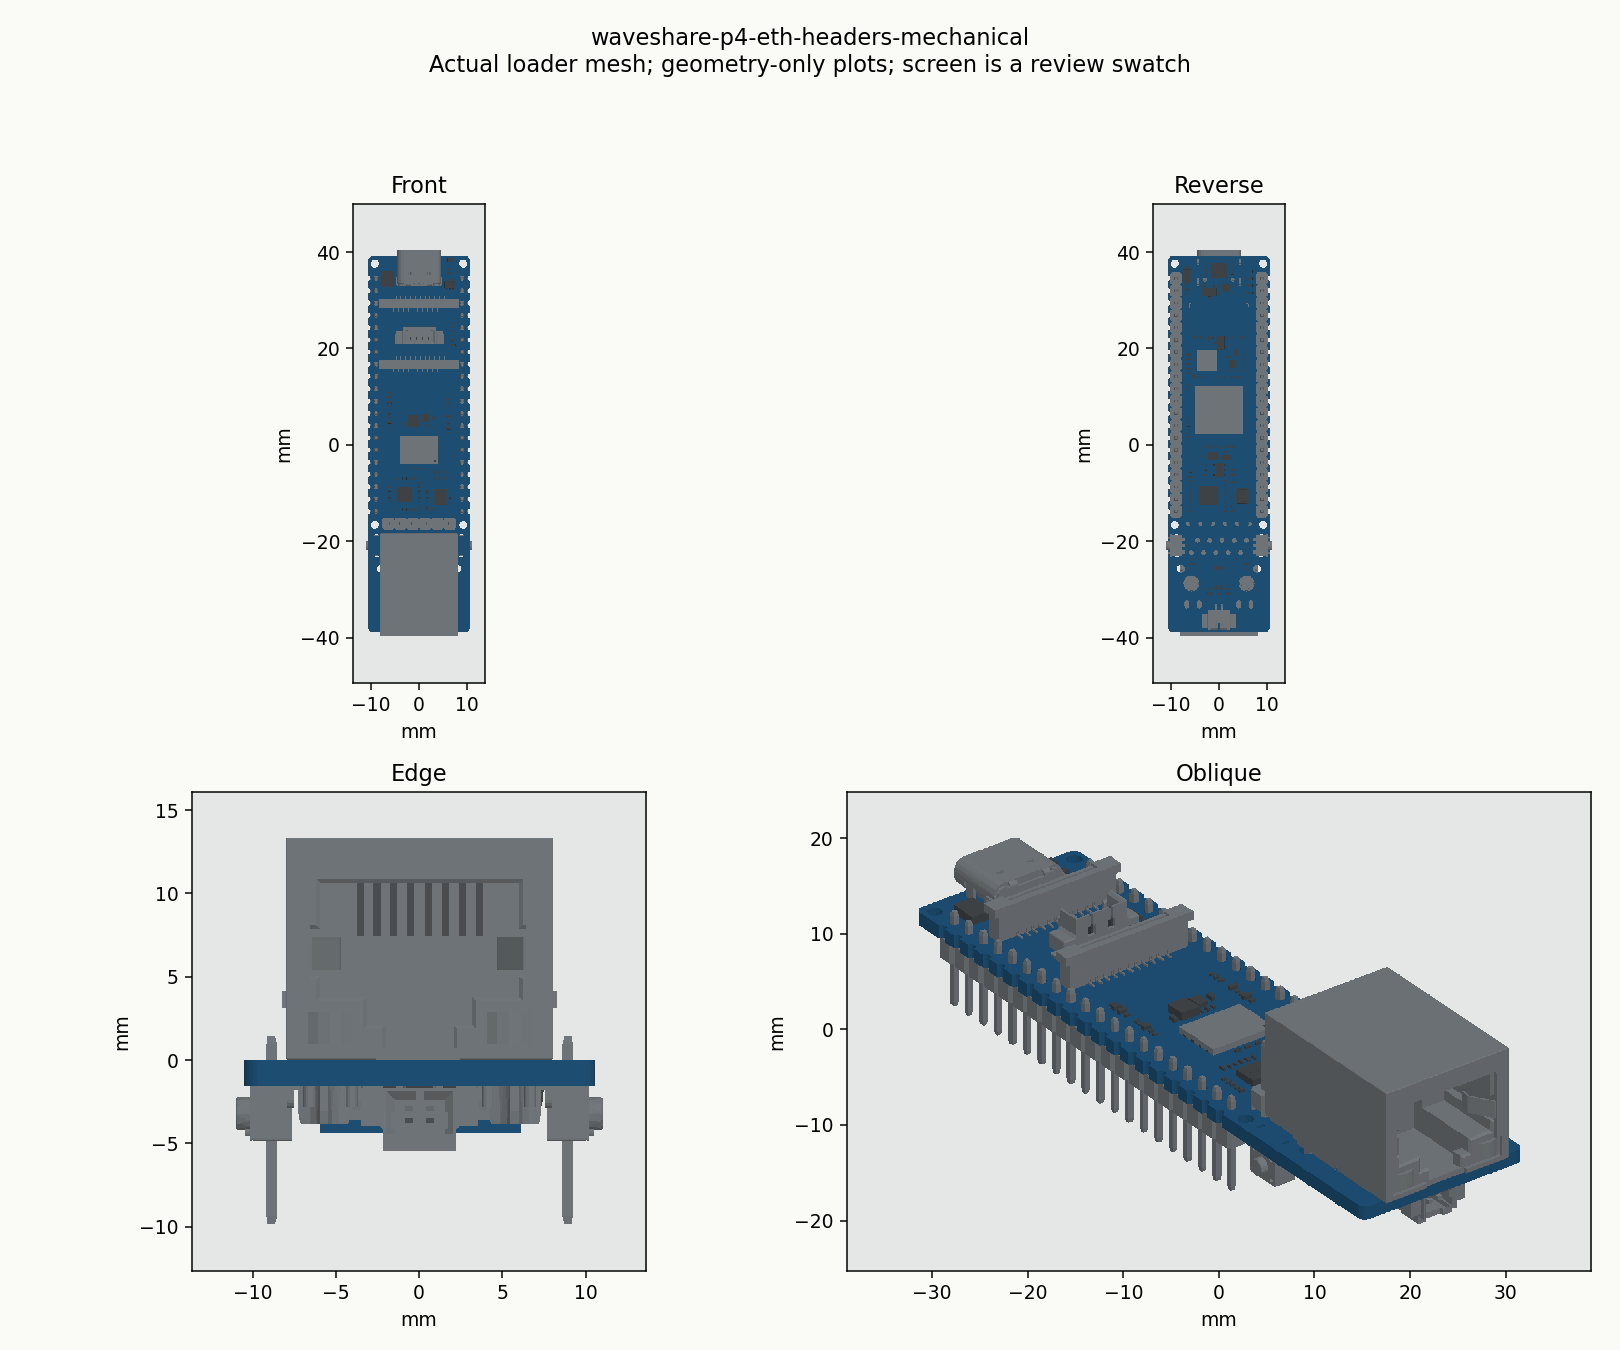 waveshare-p4-eth-headers-mechanical
Actual loader mesh; geometry-only plots; screen is a review swatch
Front
40
20
0
−20
−40
mm
−10 0 10
mm
Reverse
40
20
0
−20
−40
mm
−10 0 10
mm
Edge
15
10
5
0
−5
−10
mm
−10 −5 0 5 10
mm
Oblique
20
10
0
−10
−20
mm
−30 −20 −10 0 10 20 30
mm